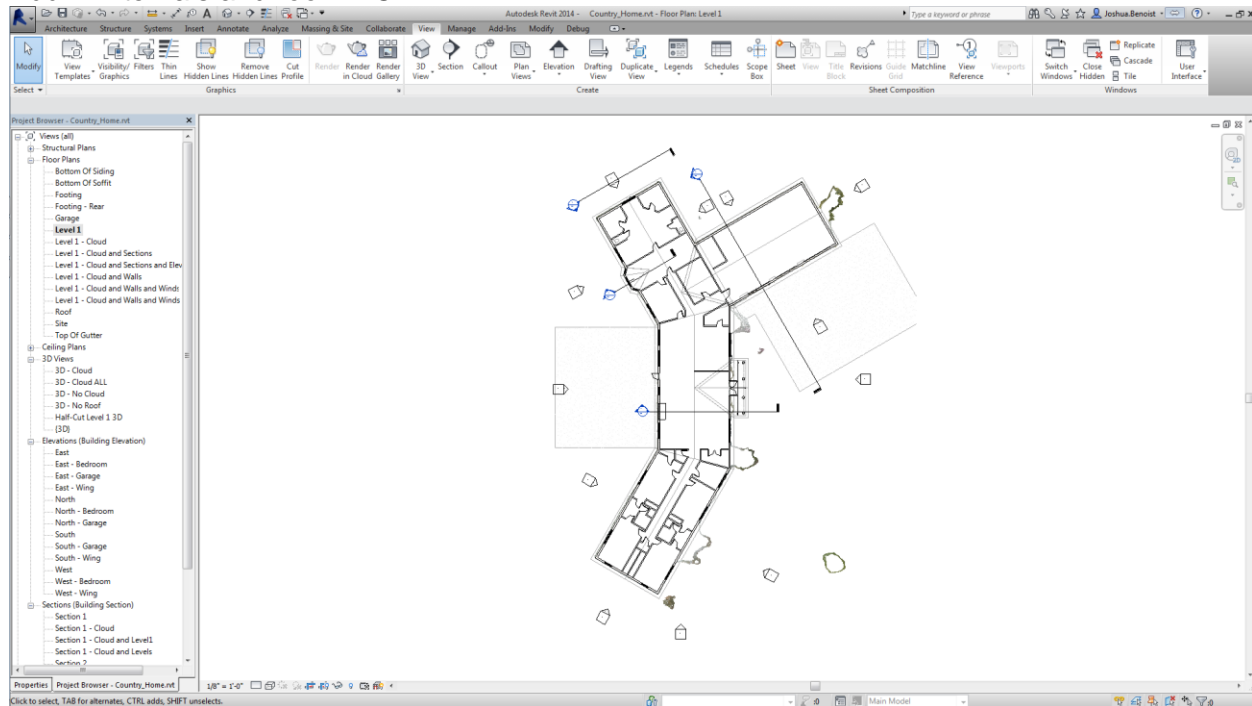 Autodesk Revit 2014 - Country_Home.rvt - Floor Plan: Level 1
Type a keyword or phrase
Joshua.Benoist
Architecture Structure Systems Insert Annotate Analyze Massing & Site Collaborate View Manage Add-Ins Modify Debug
Modify View Templates Visibility/ Graphics Filters Thin Lines Show Hidden Lines Remove Hidden Lines Cut Profile Render Render in Cloud Render Gallery 3D View Section Callout Plan Views Elevation Drafting View Duplicate View Legends Schedules Scope Box Sheet View Title Block Revisions Guide Grid Matchline View Reference Viewports Switch Windows Close Hidden Replicate Cascade Tile User Interface
Select Graphics Create Sheet Composition Windows
Project Browser - Country_Home.rvt
Views (all)
Structural Plans
Floor Plans
Bottom Of Siding
Bottom Of Soffit
Footing
Footing - Rear
Garage
Level 1
Level 1 - Cloud
Level 1 - Cloud and Sections
Level 1 - Cloud and Sections and Elev
Level 1 - Cloud and Walls
Level 1 - Cloud and Walls and Winds
Level 1 - Cloud and Walls and Winds
Roof
Site
Top Of Gutter
Ceiling Plans
3D Views
3D - Cloud
3D - Cloud ALL
3D - No Cloud
3D - No Roof
Half-Cut Level 1 3D
{3D}
Elevations (Building Elevation)
East
East - Bedroom
East - Garage
East - Wing
North
North - Bedroom
North - Garage
South
South - Garage
South - Wing
West
West - Bedroom
West - Wing
Sections (Building Section)
Section 1
Section 1 - Cloud
Section 1 - Cloud and Level1
Section 1 - Cloud and Levels
Section 2
Properties Project Browser - Country_Home.rvt
1/8" = 1'-0"
Click to select, TAB for alternates, CTRL adds, SHIFT unselects.
:0 Main Model :0